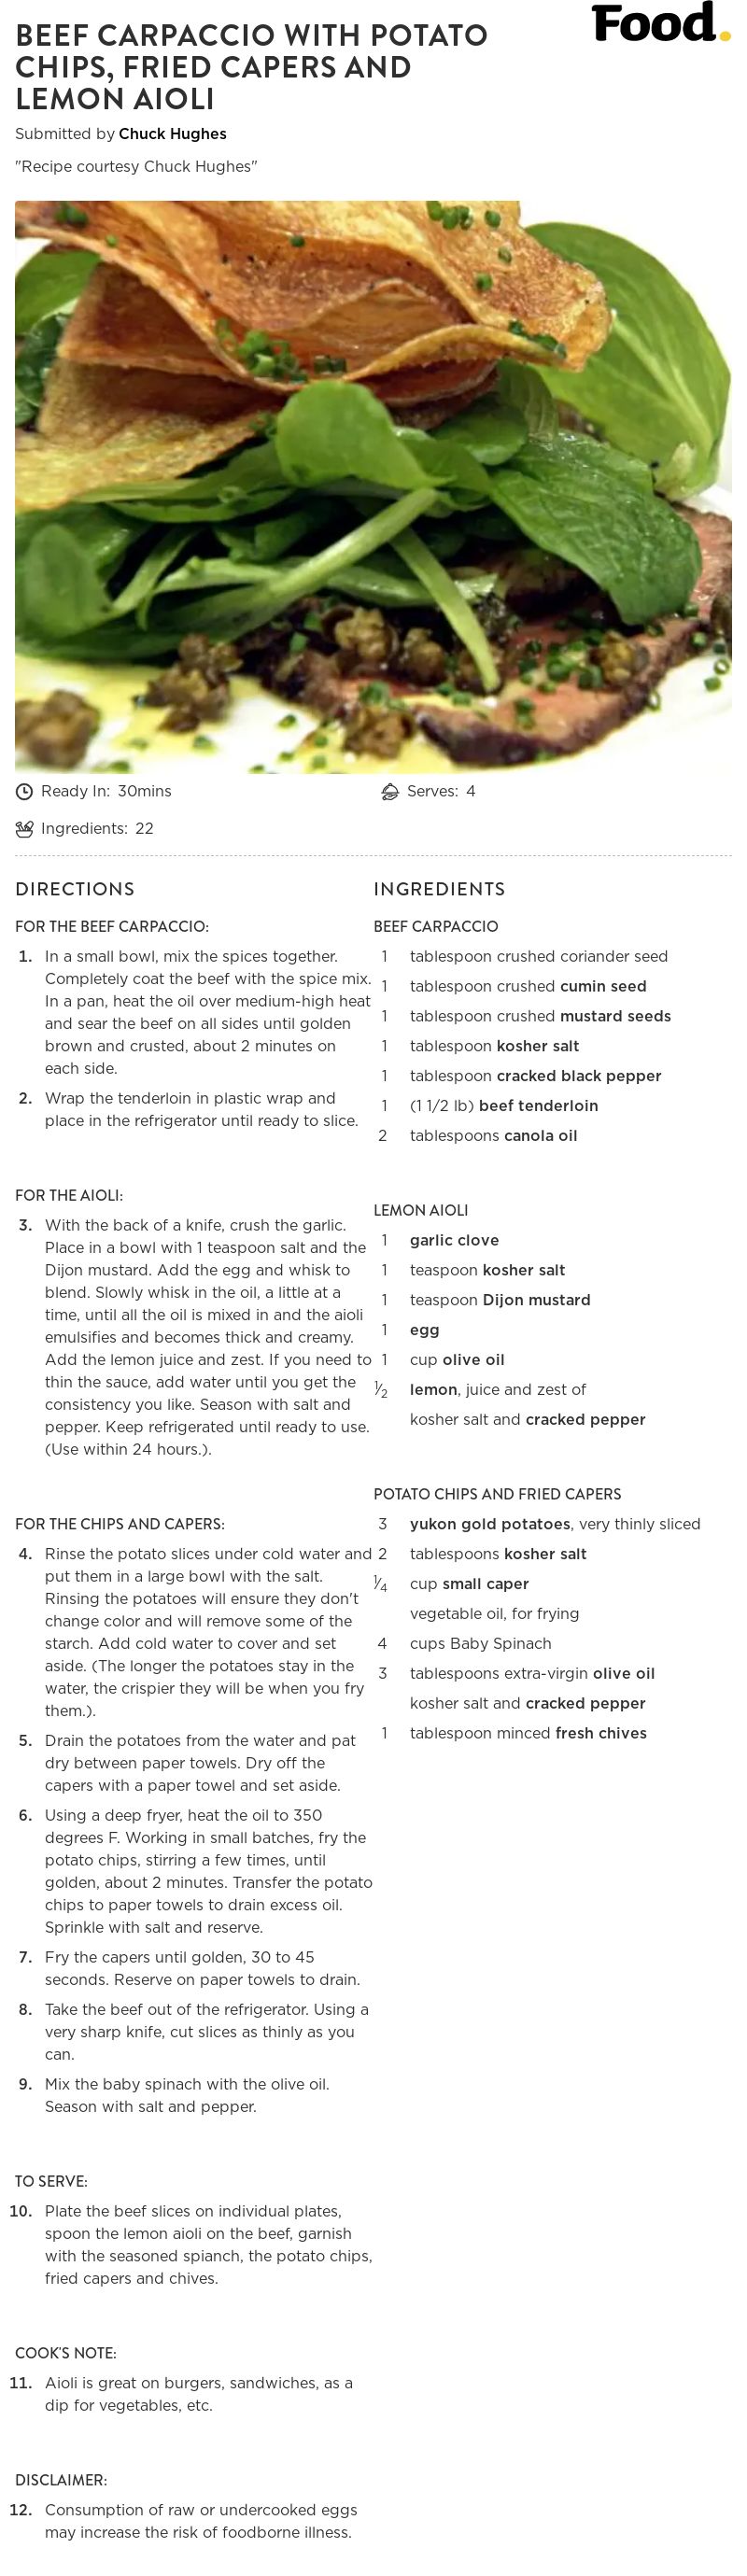 Food.
BEEF CARPACCIO WITH POTATO
CHIPS, FRIED CAPERS AND
LEMON AIOLI
Submitted by Chuck Hughes
"Recipe courtesy Chuck Hughes"
Ready In: 30mins
Serves: 4
Ingredients: 22
DIRECTIONS
FOR THE BEEF CARPACCIO:
1. In a small bowl, mix the spices together.
Completely coat the beef with the spice mix.
In a pan, heat the oil over medium-high heat
and sear the beef on all sides until golden
brown and crusted, about 2 minutes on
each side.
2. Wrap the tenderloin in plastic wrap and
place in the refrigerator until ready to slice.
FOR THE AIOLI:
3. With the back of a knife, crush the garlic.
Place in a bowl with 1 teaspoon salt and the
Dijon mustard. Add the egg and whisk to
blend. Slowly whisk in the oil, a little at a
time, until all the oil is mixed in and the aioli
emulsifies and becomes thick and creamy.
Add the lemon juice and zest. If you need to
thin the sauce, add water until you get the
consistency you like. Season with salt and
pepper. Keep refrigerated until ready to use.
(Use within 24 hours.).
FOR THE CHIPS AND CAPERS:
4. Rinse the potato slices under cold water and
put them in a large bowl with the salt.
Rinsing the potatoes will ensure they don't
change color and will remove some of the
starch. Add cold water to cover and set
aside. (The longer the potatoes stay in the
water, the crispier they will be when you fry
them.).
5. Drain the potatoes from the water and pat
dry between paper towels. Dry off the
capers with a paper towel and set aside.
6. Using a deep fryer, heat the oil to 350
degrees F. Working in small batches, fry the
potato chips, stirring a few times, until
golden, about 2 minutes. Transfer the potato
chips to paper towels to drain excess oil.
Sprinkle with salt and reserve.
7. Fry the capers until golden, 30 to 45
seconds. Reserve on paper towels to drain.
8. Take the beef out of the refrigerator. Using a
very sharp knife, cut slices as thinly as you
can.
9. Mix the baby spinach with the olive oil.
Season with salt and pepper.
TO SERVE:
10. Plate the beef slices on individual plates,
spoon the lemon aioli on the beef, garnish
with the seasoned spianch, the potato chips,
fried capers and chives.
COOK'S NOTE:
11. Aioli is great on burgers, sandwiches, as a
dip for vegetables, etc.
DISCLAIMER:
12. Consumption of raw or undercooked eggs
may increase the risk of foodborne illness.
INGREDIENTS
BEEF CARPACCIO
1 tablespoon crushed coriander seed
1 tablespoon crushed cumin seed
1 tablespoon crushed mustard seeds
1 tablespoon kosher salt
1 tablespoon cracked black pepper
1 (1 1/2 lb) beef tenderloin
2 tablespoons canola oil
LEMON AIOLI
1 garlic clove
1 teaspoon kosher salt
1 teaspoon Dijon mustard
1 egg
1 cup olive oil
1⁄2 lemon, juice and zest of
kosher salt and cracked pepper
POTATO CHIPS AND FRIED CAPERS
3 yukon gold potatoes, very thinly sliced
2 tablespoons kosher salt
1⁄4 cup small caper
vegetable oil, for frying
4 cups Baby Spinach
3 tablespoons extra-virgin olive oil
kosher salt and cracked pepper
1 tablespoon minced fresh chives